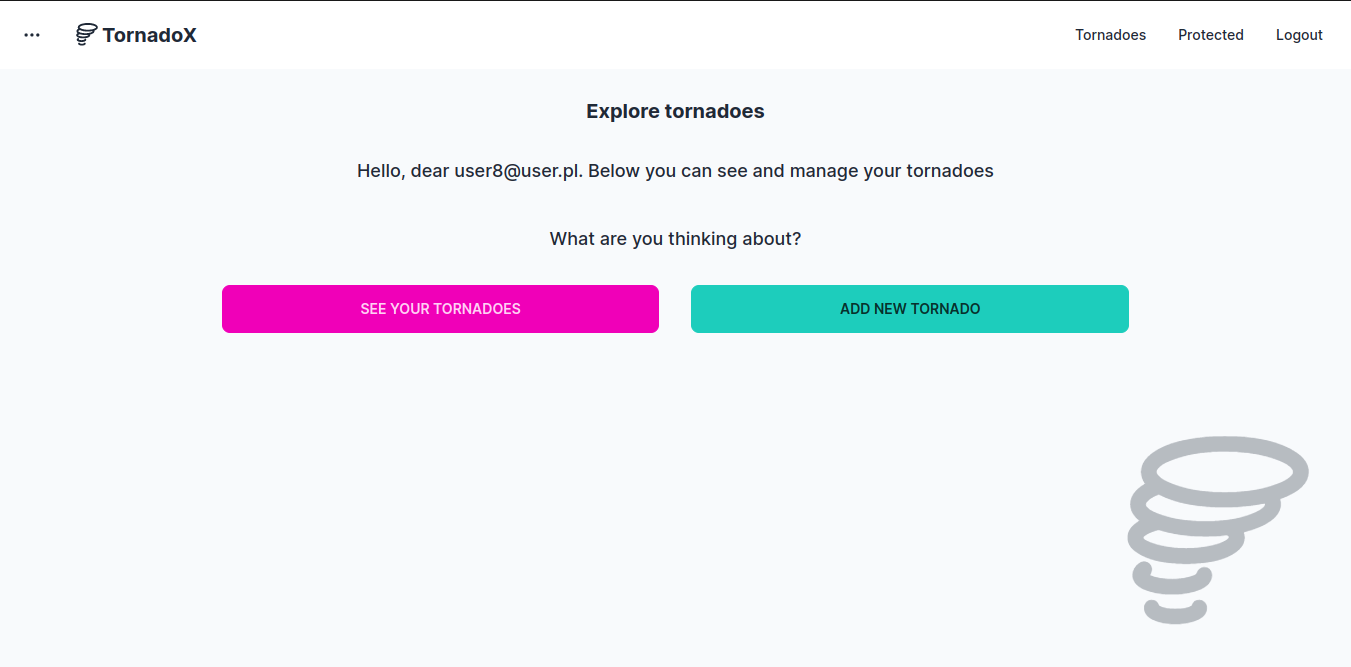 TornadoX
Tornadoes
Protected
Logout
Explore tornadoes
Hello, dear user8@user.pl. Below you can see and manage your tornadoes
What are you thinking about?
SEE YOUR TORNADOES
ADD NEW TORNADO